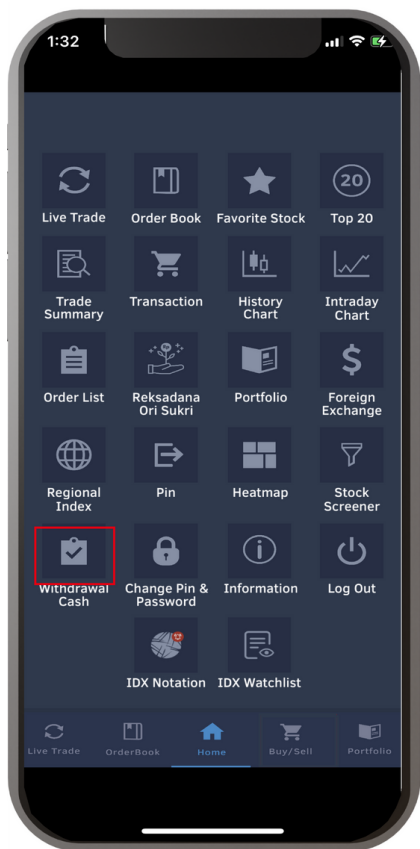 1:32
20
Live Trade Order Book Favorite Stock Top 20
Trade Summary
Transaction
History Chart
Intraday Chart
$
Order List
Reksadana Ori Sukri
Portfolio
Foreign Exchange
Regional Index
Pin
Heatmap
Stock Screener
Withdrawal Cash
Change Pin & Password
Information
Log Out
IDX Notation IDX Watchlist
Live Trade OrderBook Home Buy/Sell Portfolio